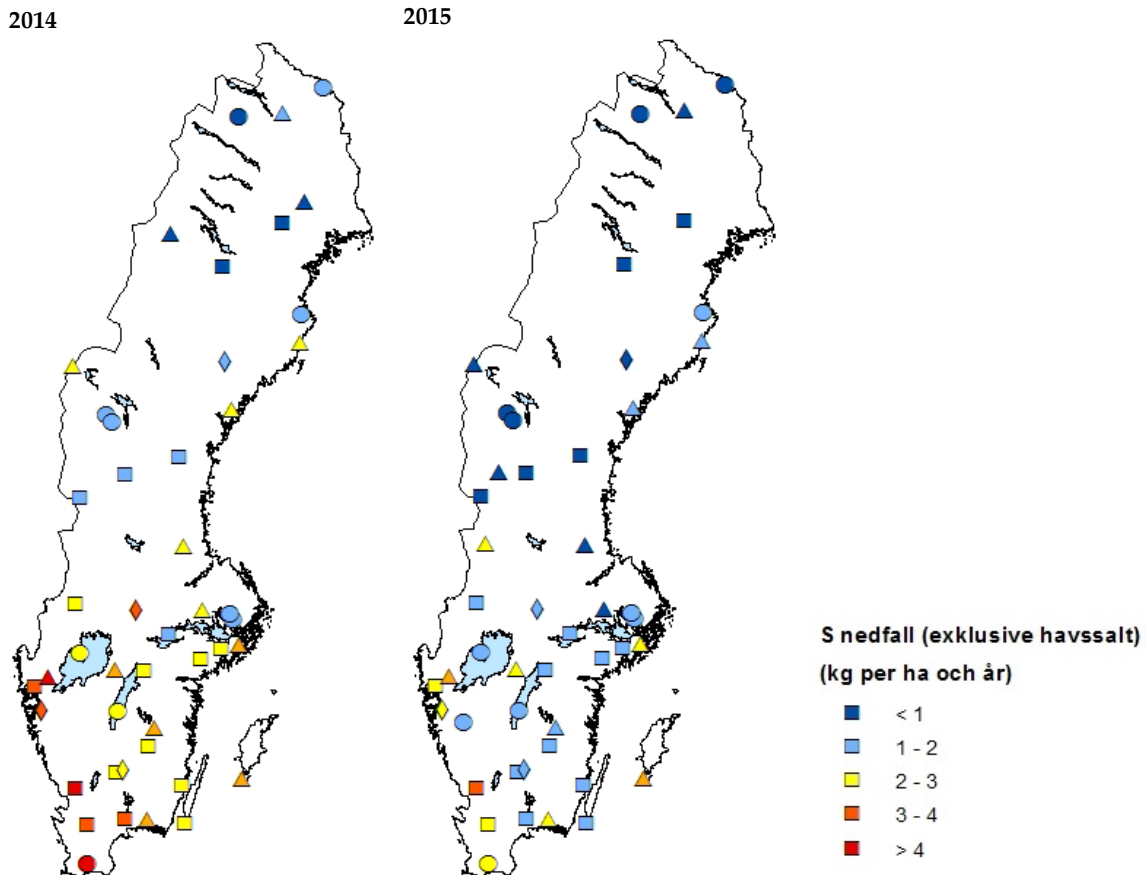 2014
2015
S nedfall (exklusive havssalt)
(kg per ha och år)
< 1
1 - 2
2 - 3
3 - 4
> 4